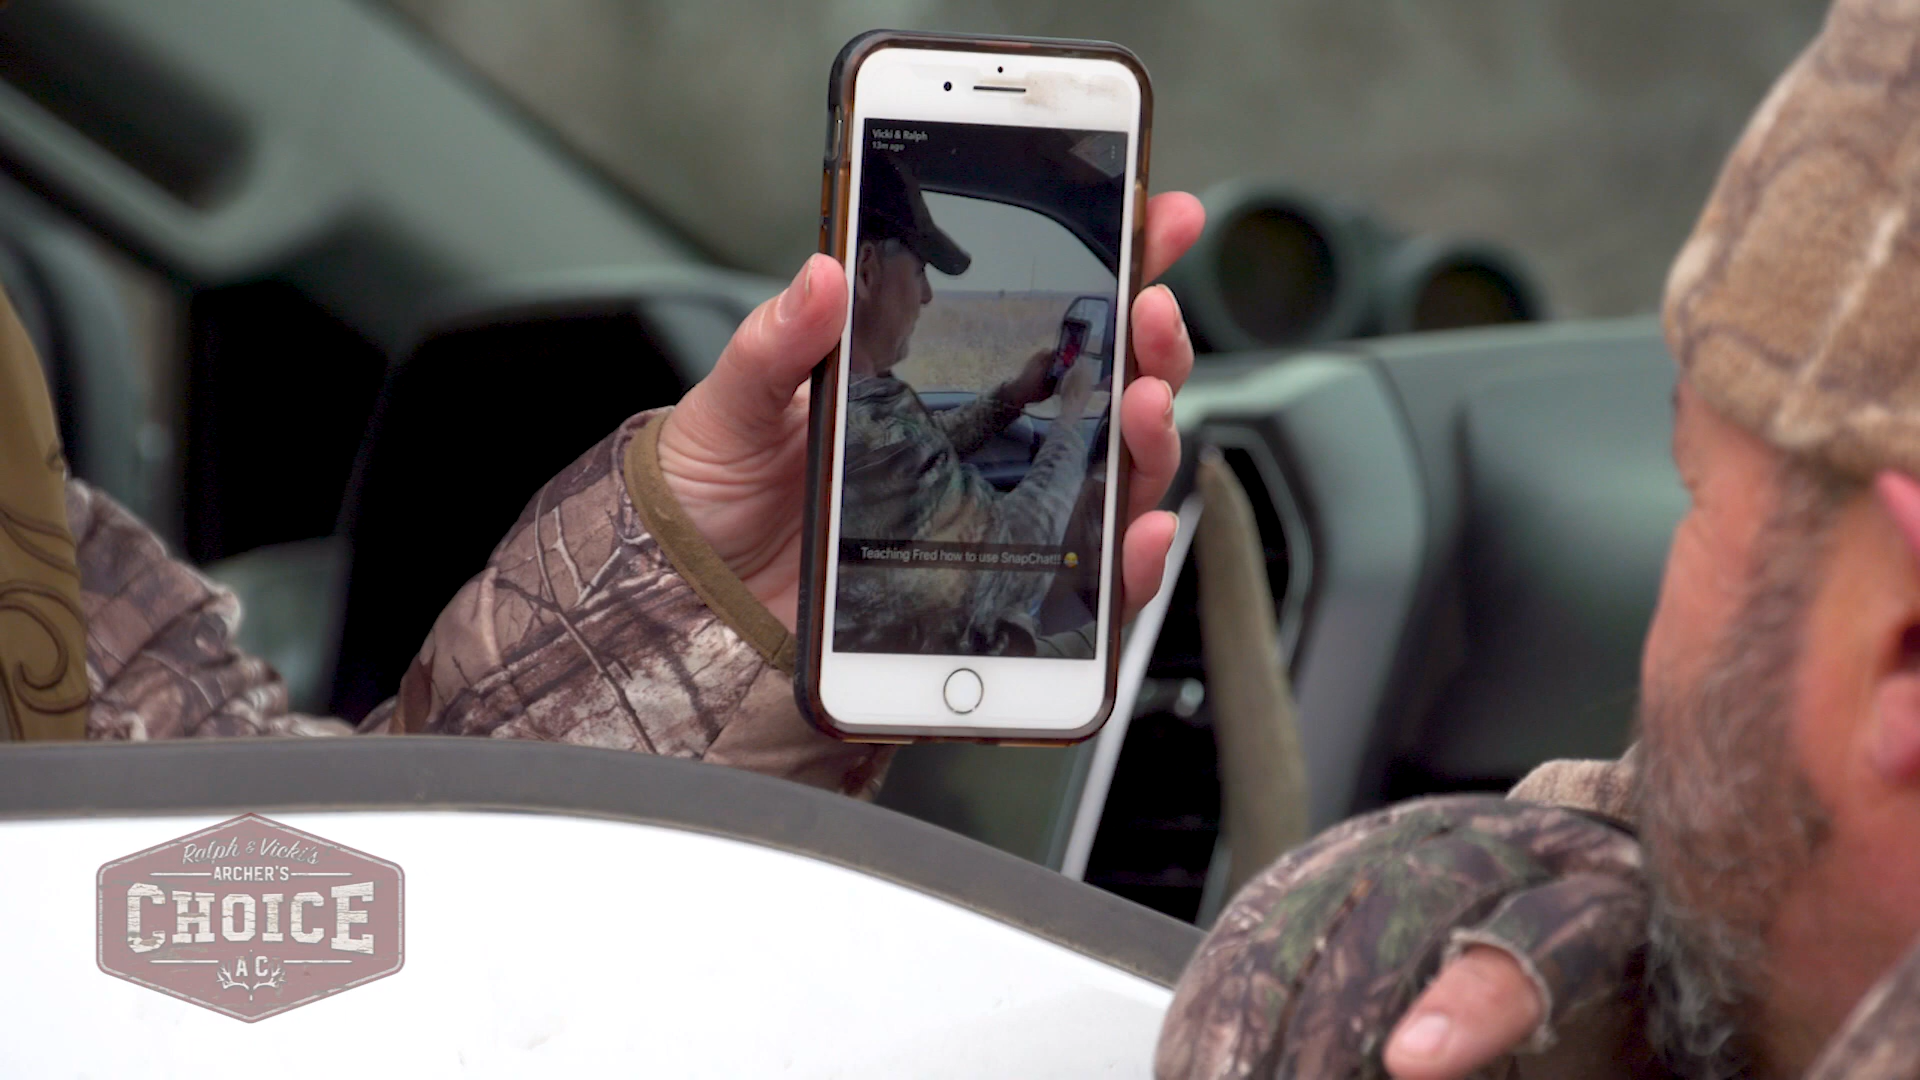 Vicki & Ralph
13m ago
Teaching Fred how to use SnapChat!! 😂
Ralph & Vicki's
ARCHER'S
CHOICE
AC